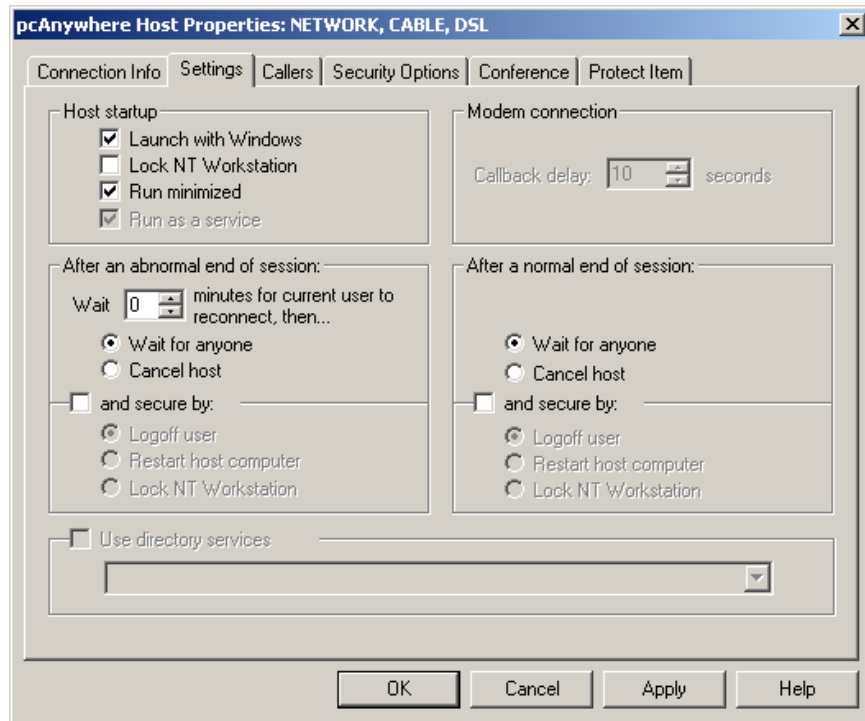 pcAnywhere Host Properties: NETWORK, CABLE, DSL
Connection Info Settings Callers Security Options Conference Protect Item
Host startup
Launch with Windows
Lock NT Workstation
Run minimized
Run as a service
Modem connection
Callback delay: 10 seconds
After an abnormal end of session:
Wait 0 minutes for current user to
reconnect, then...
Wait for anyone
Cancel host
and secure by:
Logoff user
Restart host computer
Lock NT Workstation
After a normal end of session:
Wait for anyone
Cancel host
and secure by:
Logoff user
Restart host computer
Lock NT Workstation
Use directory services
OK Cancel Apply Help